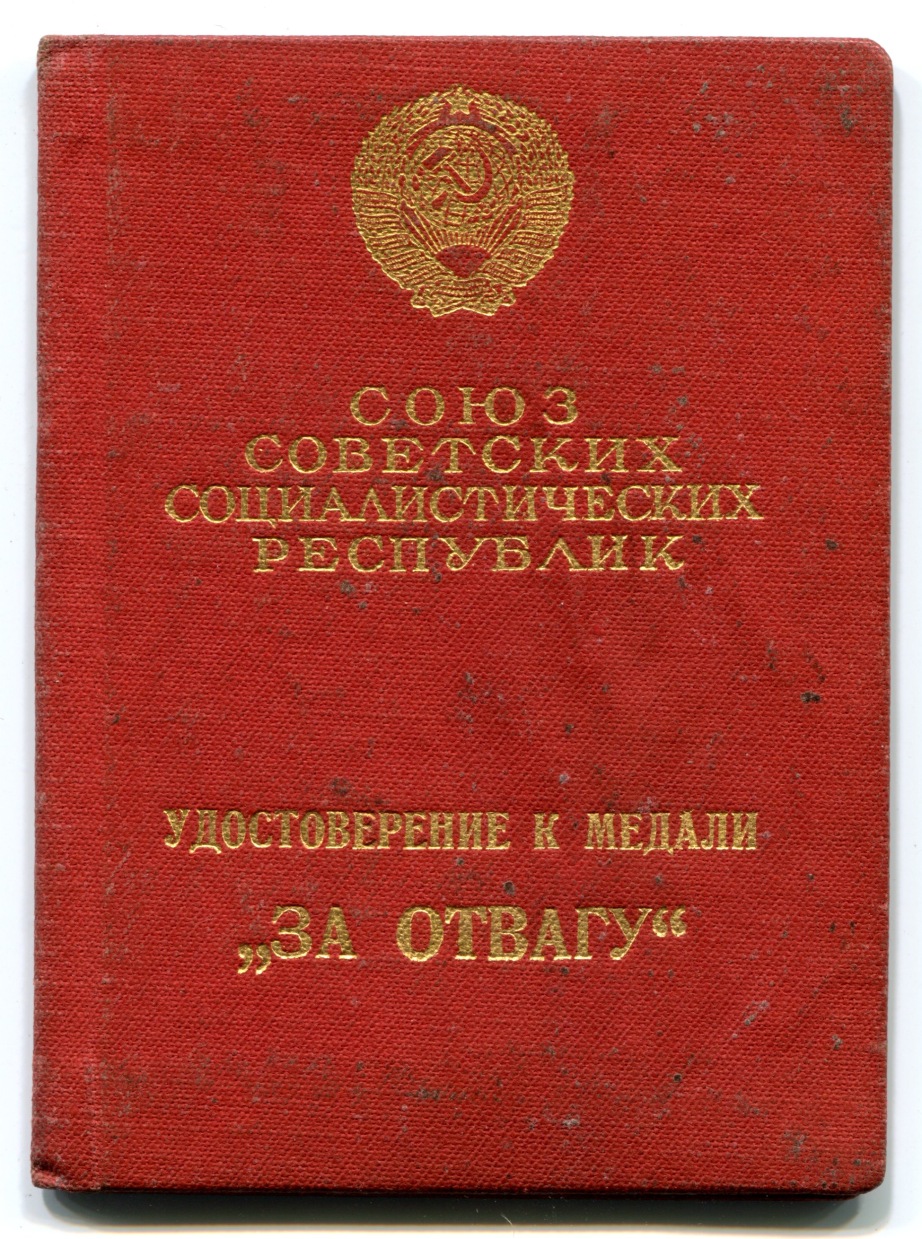 СОЮЗ
СОВЕТСКИХ
СОЦИАЛИСТИЧЕСКИХ
РЕСПУБЛИК
УДОСТОВЕРЕНИЕ К МЕДАЛИ
„ЗА ОТВАГУ“